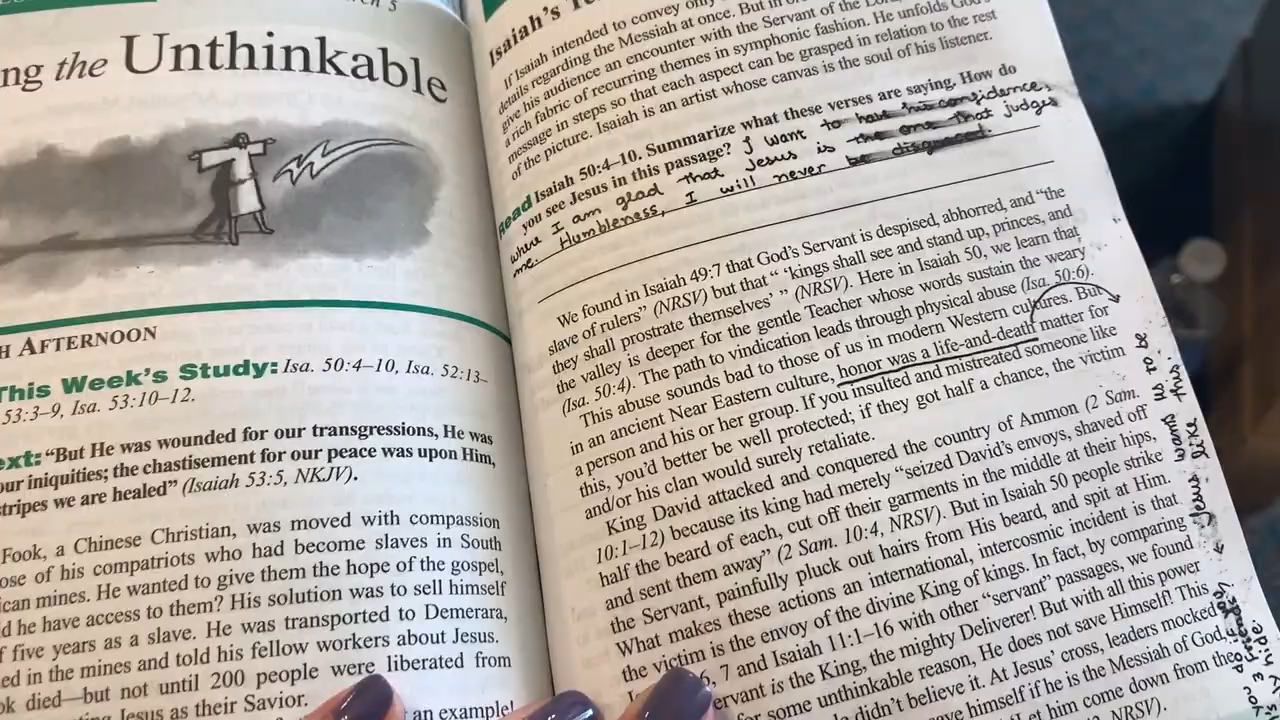 ng the Unthinkable
H AFTERNOON
This Week's Study: Isa. 50:4–10, Isa. 52:13–
53:3–9, Isa. 53:10–12.
ext: "But He was wounded for our transgressions, He was
our iniquities; the chastisement for our peace was upon Him,
stripes we are healed" (Isaiah 53:5, NKJV).
Fook, a Chinese Christian, was moved with compassion
ose of his compatriots who had become slaves in South
ican mines. He wanted to give them the hope of the gospel,
d he have access to them? His solution was to sell himself
f five years as a slave. He was transported to Demerara,
ed in the mines and told his fellow workers about Jesus.
ok died—but not until 200 people were liberated from
ting Jesus as their Savior.
an example!
Isaiah's
If Isaiah intended to convey only
details regarding the Messiah at once. But in
give his audience an encounter with the Servant of the
a rich fabric of recurring themes in symphonic fashion. He unfolds God's
message in steps so that each aspect can be grasped in relation to the rest
of the picture. Isaiah is an artist whose canvas is the soul of his listener.
Read Isaiah 50:4–10. Summarize what these verses are saying. How do
you see Jesus in this passage? I want to have his confidence,
where I am glad that Jesus is the one that judges
me. Humbleness, I will never be disgraced.
We found in Isaiah 49:7 that God's Servant is despised, abhorred, and "the
slave of rulers" (NRSV) but that " 'kings shall see and stand up, princes, and
they shall prostrate themselves' " (NRSV). Here in Isaiah 50, we learn that
the valley is deeper for the gentle Teacher whose words sustain the weary
(Isa. 50:4). The path to vindication leads through physical abuse (Isa. 50:6).
This abuse sounds bad to those of us in modern Western cultures. But
in an ancient Near Eastern culture, honor was a life-and-death matter for
a person and his or her group. If you insulted and mistreated someone like
this, you'd better be well protected; if they got half a chance, the victim
and/or his clan would surely retaliate.
King David attacked and conquered the country of Ammon (2 Sam.
10:1–12) because its king had merely "seized David's envoys, shaved off
half the beard of each, cut off their garments in the middle at their hips,
and sent them away" (2 Sam. 10:4, NRSV). But in Isaiah 50 people strike
the Servant, painfully pluck out hairs from His beard, and spit at Him.
What makes these actions an international, intercosmic incident is that
the victim is the envoy of the divine King of kings. In fact, by comparing
6, 7 and Isaiah 11:1–16 with other "servant" passages, we found
ervant is the King, the mighty Deliverer! But with all this power
for some unthinkable reason, He does not save Himself! This
didn't believe it. At Jesus' cross, leaders mocked
ve himself if he is the Messiah of God,
Let him come down from the
NRSV).
Jesus wants us to be
like this.